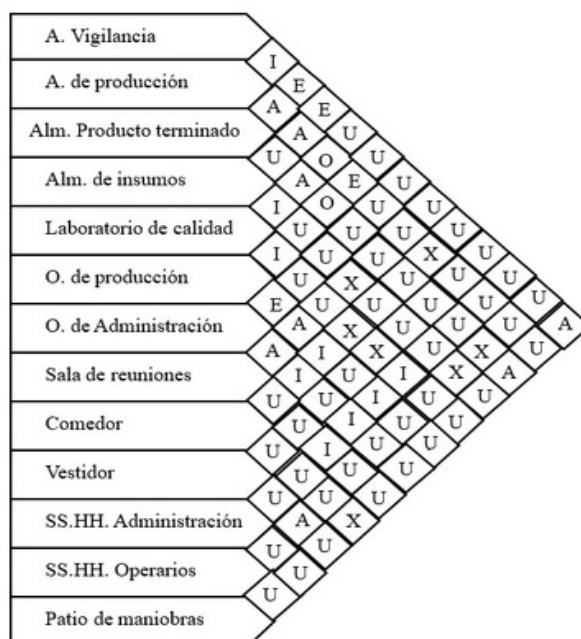 A. Vigilancia
I
A. de producción E
A E
Alm. Producto terminado A U
U O U
Alm. de insumos A E U
I O U U
Laboratorio de calidad U U U U
I U U X U
O. de producción U X U U U
E U U U U U
O. de Administración A X U U U A
A I X U X U
Sala de reuniones I U I X A
U U I U U
Comedor U I U U
U I U U
Vestidor U U U
U U U
SS.HH. Administración A X
U U
SS.HH. Operarios U
U
Patio de maniobras